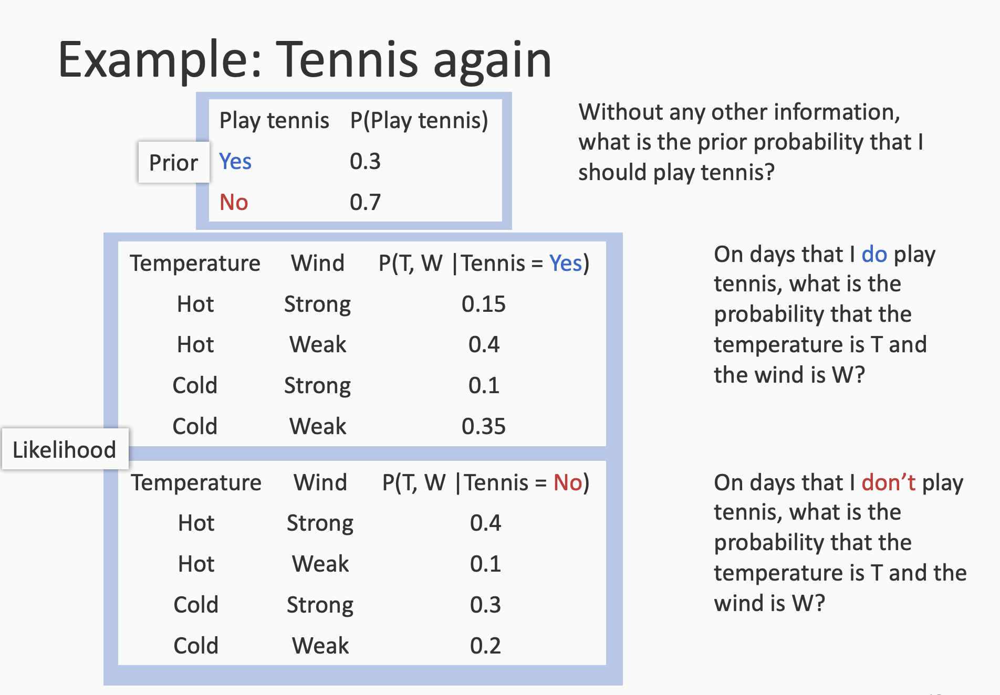 Example: Tennis again
Play tennis P(Play tennis)
Prior
Yes 0.3
No 0.7
Without any other information,
what is the prior probability that I
should play tennis?
Temperature Wind P(T, W |Tennis = Yes)
Hot Strong 0.15
Hot Weak 0.4
Cold Strong 0.1
Cold Weak 0.35
On days that I do play
tennis, what is the
probability that the
temperature is T and
the wind is W?
Likelihood
Temperature Wind P(T, W |Tennis = No)
Hot Strong 0.4
Hot Weak 0.1
Cold Strong 0.3
Cold Weak 0.2
On days that I don’t play
tennis, what is the
probability that the
temperature is T and the
wind is W?